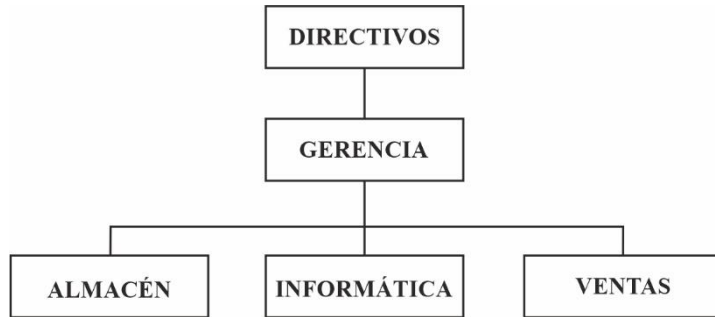 DIRECTIVOS
GERENCIA
ALMACÉN
INFORMÁTICA
VENTAS